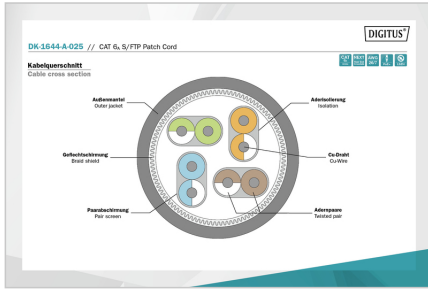 DIGITUS®
DK-1644-A-025 // CAT 6A S/FTP Patch Cord
Kabelquerschnitt
Cable cross section
Außenmantel
Outer jacket
Aderisolierung
Isolation
Geflechtschirmung
Braid shield
Cu-Draht
Cu-Wire
Paarabschirmung
Pair screen
Adernpaare
Twisted pair